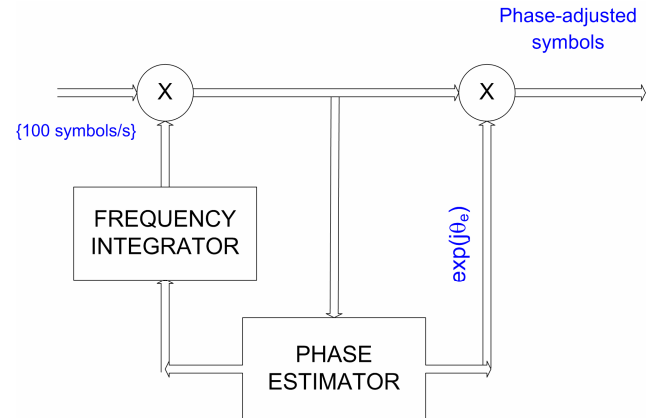 Phase-adjusted
symbols
X
X
{100 symbols/s}
FREQUENCY
INTEGRATOR
exp(jθₑ)
PHASE
ESTIMATOR